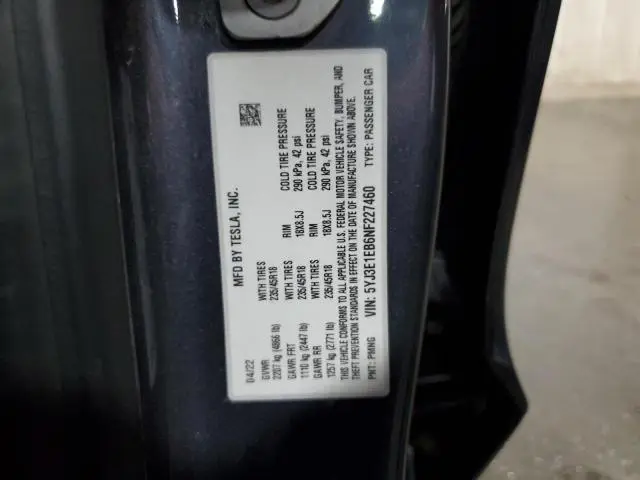 MFD BY TESLA, INC.
04/22
GVWR WITH TIRES RIM COLD TIRE PRESSURE
2207 kg (4866 lb) 235/45R18 18X8.5J 290 kPa, 42 psi
GAWR FRT WITH TIRES RIM COLD TIRE PRESSURE
1110 kg (2447 lb) 235/45R18 18X8.5J 290 kPa, 42 psi
GAWR RR
1257 kg (2771 lb) 235/45R18
THIS VEHICLE CONFORMS TO ALL APPLICABLE U.S. FEDERAL MOTOR VEHICLE SAFETY, BUMPER, AND
THEFT PREVENTION STANDARDS IN EFFECT ON THE DATE OF MANUFACTURE SHOWN ABOVE.
VIN: 5YJ3E1EB6NF227460
PNT: PMNG TYPE: PASSENGER CAR